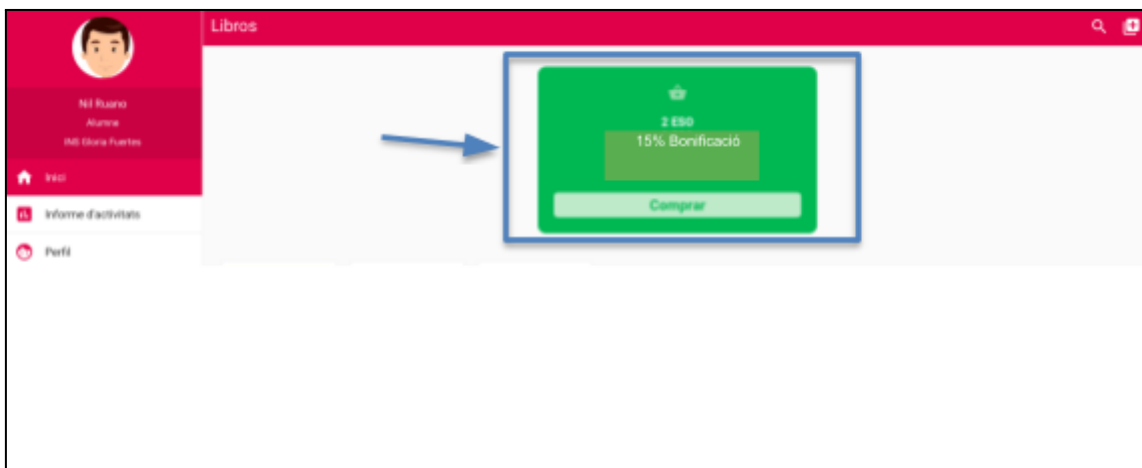 Libros
Nil Ruano
Alumne
INS Gloria Fuertes
Inici
Informe d'activitats
Perfil
2 ESO
15% Bonificació
Comprar